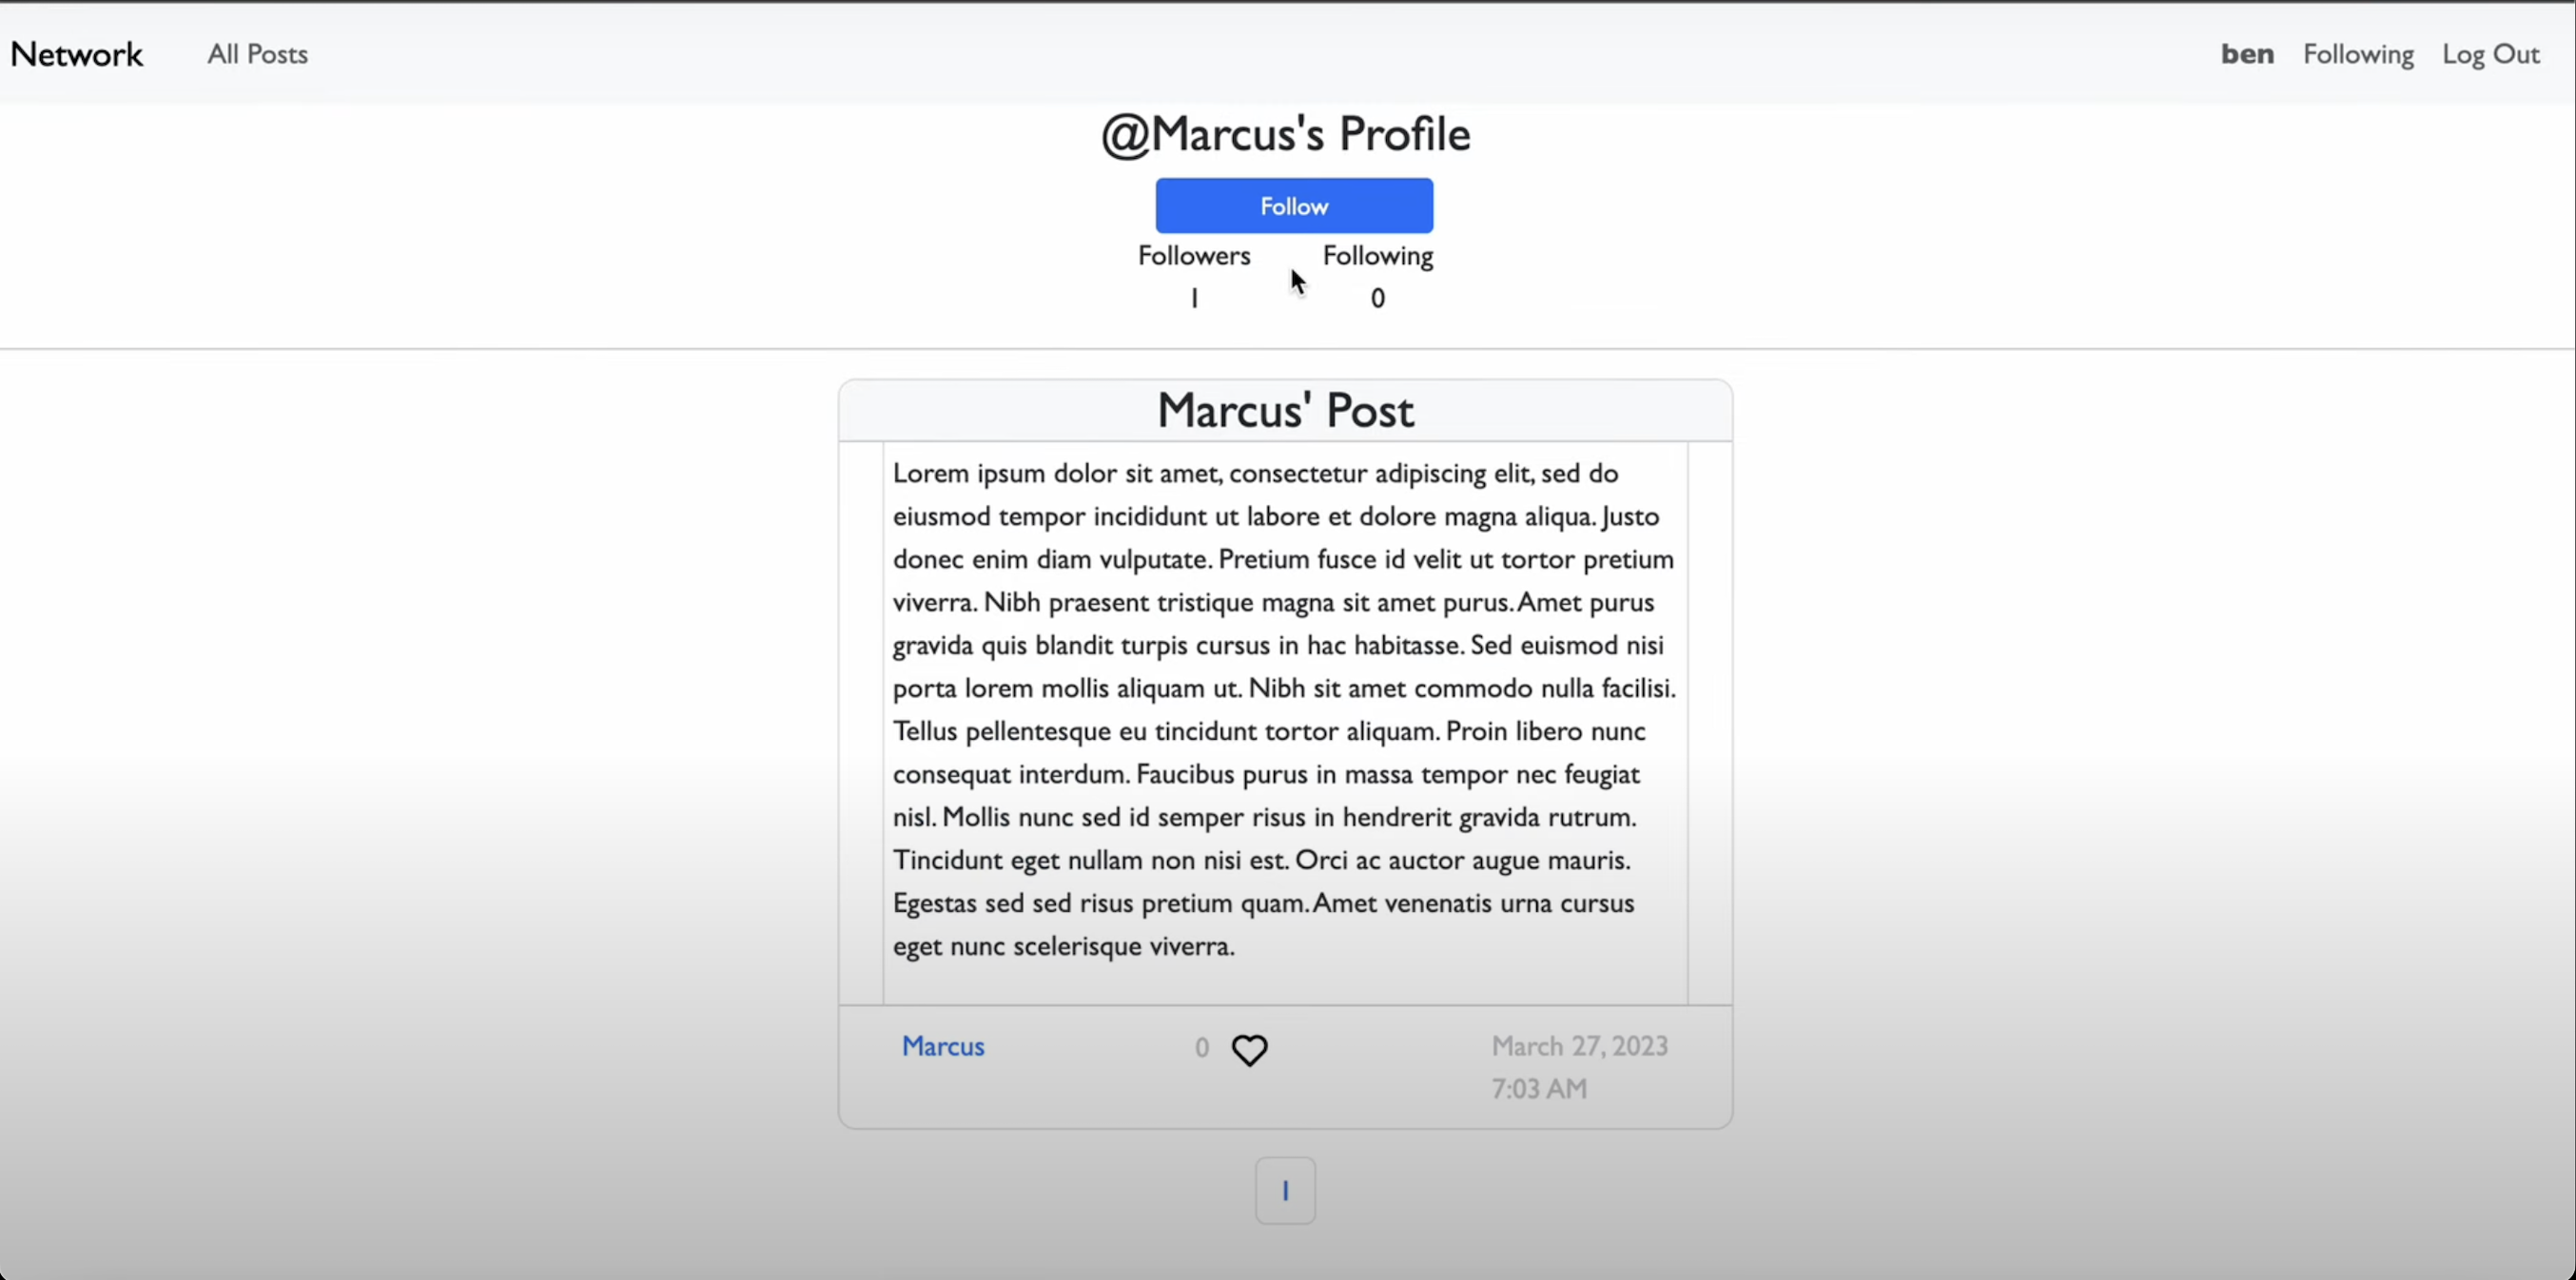 Network All Posts ben Following Log Out
@Marcus's Profile
Follow
Followers Following
1 0
Marcus' Post
Lorem ipsum dolor sit amet, consectetur adipiscing elit, sed do
eiusmod tempor incididunt ut labore et dolore magna aliqua. Justo
donec enim diam vulputate. Pretium fusce id velit ut tortor pretium
viverra. Nibh praesent tristique magna sit amet purus. Amet purus
gravida quis blandit turpis cursus in hac habitasse. Sed euismod nisi
porta lorem mollis aliquam ut. Nibh sit amet commodo nulla facilisi.
Tellus pellentesque eu tincidunt tortor aliquam. Proin libero nunc
consequat interdum. Faucibus purus in massa tempor nec feugiat
nisl. Mollis nunc sed id semper risus in hendrerit gravida rutrum.
Tincidunt eget nullam non nisi est. Orci ac auctor augue mauris.
Egestas sed sed risus pretium quam. Amet venenatis urna cursus
eget nunc scelerisque viverra.
Marcus 0 March 27, 2023
7:03 AM
1